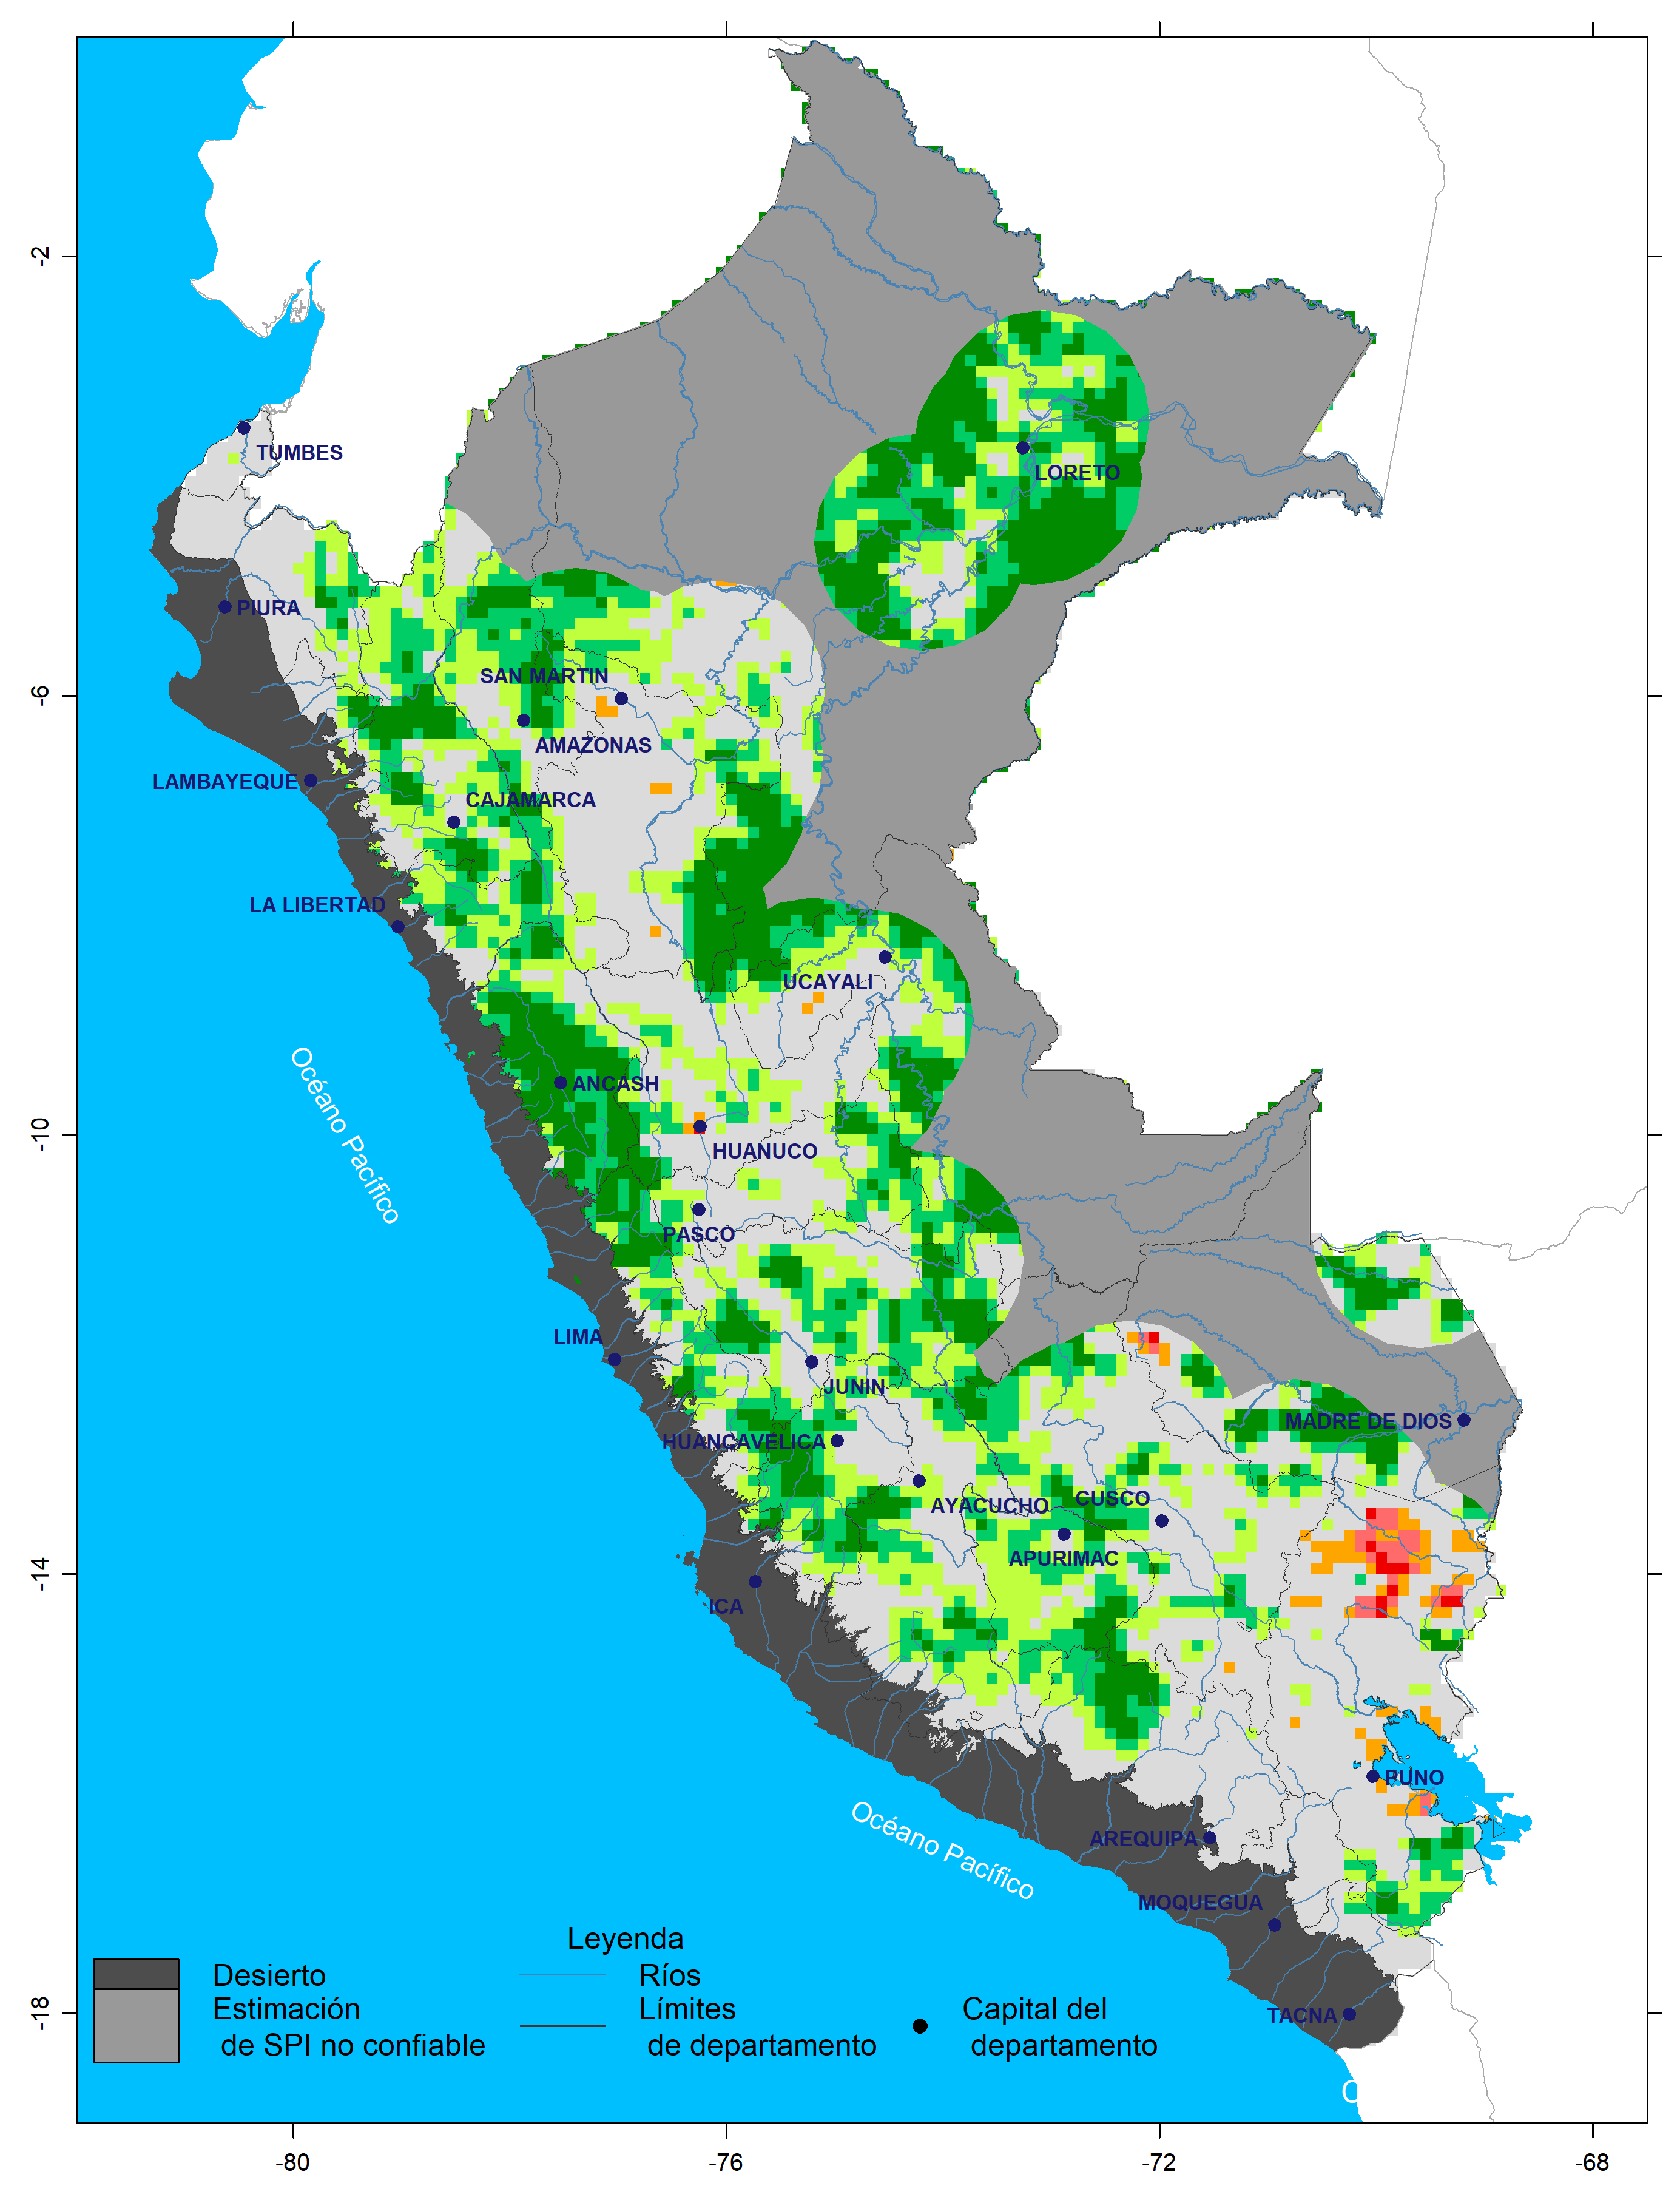 -2
TUMBES
LORETO
PIURA
-6
SAN MARTIN
AMAZONAS
LAMBAYEQUE
CAJAMARCA
LA LIBERTAD
UCAYALI
Océano Pacífico
ANCASH
-10
HUANUCO
PASCO
LIMA
JUNIN
MADRE DE DIOS
HUANCAVELICA
CUSCO
AYACUCHO
APURIMAC
-14
ICA
PUNO
Océano Pacífico
AREQUIPA
MOQUEGUA
TACNA
-18
Leyenda
Desierto
Estimación
de SPI no confiable
Ríos
Límites
de departamento
Capital del
departamento
-80
-76
-72
-68